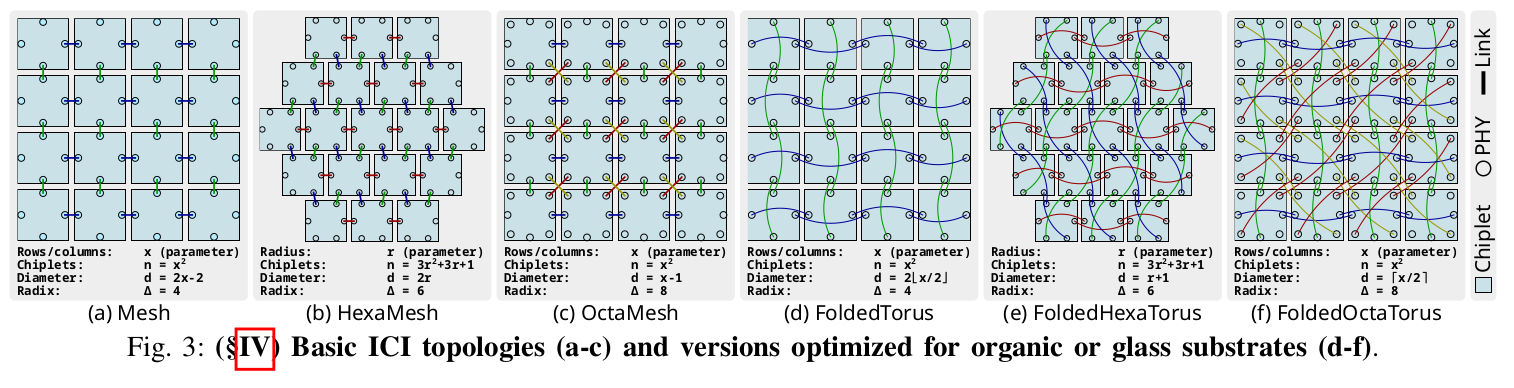 Rows/columns: x (parameter)
Chiplets: n = x²
Diameter: d = 2x-2
Radix: Δ = 4
(a) Mesh
Radius: r (parameter)
Chiplets: n = 3r²+3r+1
Diameter: d = 2r
Radix: Δ = 6
(b) HexaMesh
Rows/columns: x (parameter)
Chiplets: n = x²
Diameter: d = x-1
Radix: Δ = 8
(c) OctaMesh
Rows/columns: x (parameter)
Chiplets: n = x²
Diameter: d = 2⌊x/2⌋
Radix: Δ = 4
(d) FoldedTorus
Radius: r (parameter)
Chiplets: n = 3r²+3r+1
Diameter: d = r+1
Radix: Δ = 6
(e) FoldedHexaTorus
Rows/columns: x (parameter)
Chiplets: n = x²
Diameter: d = ⌈x/2⌉
Radix: Δ = 8
(f) FoldedOctaTorus
Chiplet PHY Link
Fig. 3: (§IV) Basic ICI topologies (a-c) and versions optimized for organic or glass substrates (d-f).